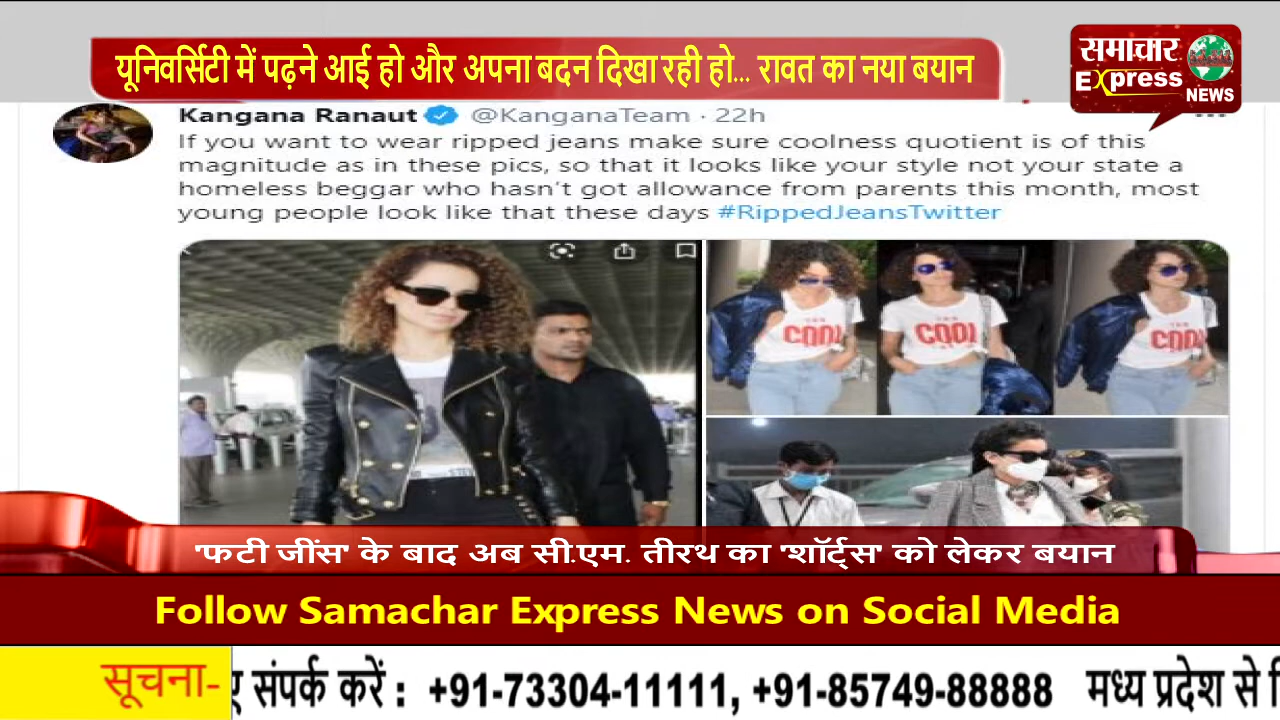 यूनिवर्सिटी में पढ़ने आई हो और अपना बदन दिखा रही हो... रावत का नया बयान
समाचार
Express
NEWS
Kangana Ranaut @KanganaTeam · 22h
If you want to wear ripped jeans make sure coolness quotient is of this
magnitude as in these pics, so that it looks like your style not your state a
homeless beggar who hasn't got allowance from parents this month, most
young people look like that these days #RippedJeansTwitter
COOL
COOL
COOL
'फटी जींस' के बाद अब सी.एम. तीरथ का 'शॉर्ट्स' को लेकर बयान
Follow Samachar Express News on Social Media
सूचना- संपर्क करें : +91-73304-11111, +91-85749-88888 मध्य प्रदेश से